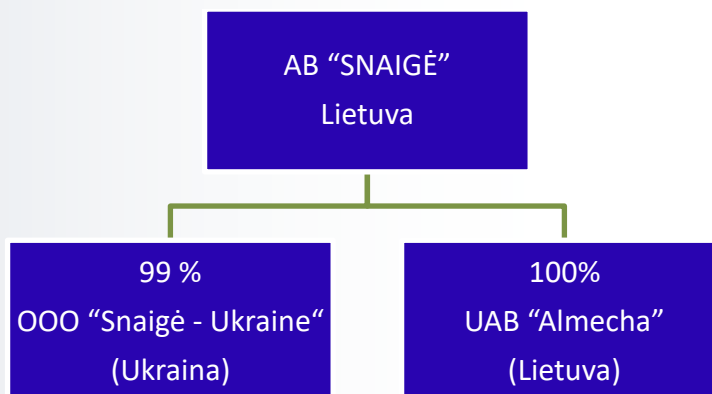 AB “SNAIGĖ”
Lietuva
99 %
OOO “Snaigė - Ukraine“
(Ukraina)
100%
UAB “Almecha”
(Lietuva)